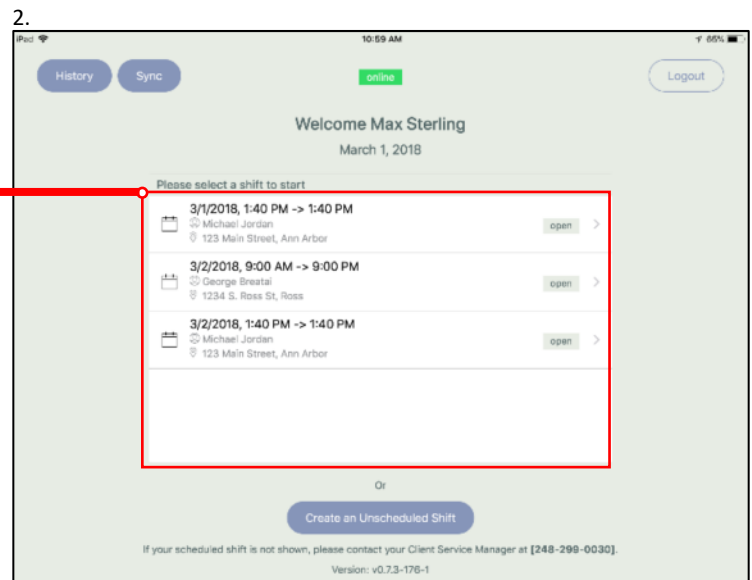 2.
iPad 10:59 AM 65%
History Sync online Logout
Welcome Max Sterling
March 1, 2018
Please select a shift to start
3/1/2018, 1:40 PM -> 1:40 PM
Michael Jordan open
123 Main Street, Ann Arbor
3/2/2018, 9:00 AM -> 9:00 PM
George Breatai open
1234 S. Ross St, Ross
3/2/2018, 1:40 PM -> 1:40 PM
Michael Jordan open
123 Main Street, Ann Arbor
Or
Create an Unscheduled Shift
If your scheduled shift is not shown, please contact your Client Service Manager at [248-299-0030].
Version: v0.7.3-176-1